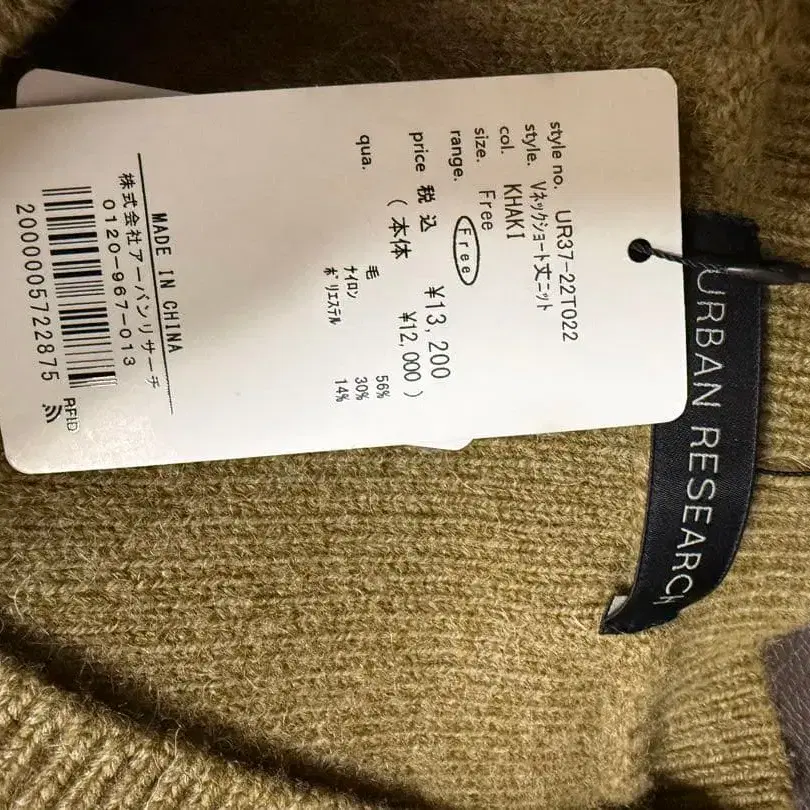 style no. UR37-22T022
style. Vネックショート丈ニット
col. KHAKI
size. Free
range. Free
price 税込 ¥13,200
(本体 ¥12,000)
qua.
毛 56%
ナイロン 30%
ポリエステル 14%
MADE IN CHINA
株式会社アーバンリサーチ
0120-967-013
2000005722875
RFID
URBAN RESEARCH